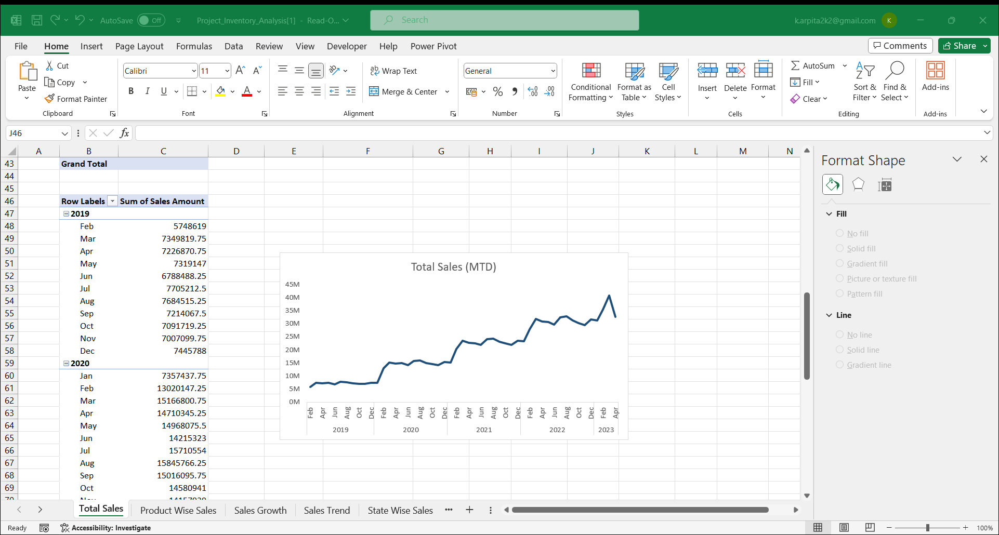 AutoSave Off Project_Inventory_Analysis[1] - Read-O... Search k.arpita2k2@gmail.com K
File Home Insert Page Layout Formulas Data Review View Developer Help Power Pivot Comments Share
Paste Cut Copy Format Painter Clipboard
Calibri 11 B I U A Font
Wrap Text Merge & Center Alignment
General % Number
Conditional Formatting Format as Table Cell Styles Styles
Insert Delete Format Cells
AutoSum Fill Clear Sort & Filter Find & Select Editing
Add-ins Add-ins
J46 fx
A B C D E F G H I J K L M N
43 Grand Total
44
45
46 Row Labels Sum of Sales Amount
47 2019
48 Feb 5748619
49 Mar 7349819.75
50 Apr 7226870.75
51 May 7319147
52 Jun 6788488.25
53 Jul 7705212.5
54 Aug 7684515.25
55 Sep 7214067.5
56 Oct 7091719.25
57 Nov 7007099.75
58 Dec 7445788
59 2020
60 Jan 7357437.75
61 Feb 13020147.25
62 Mar 15166800.75
63 Apr 14710345.25
64 May 14968075.5
65 Jun 14215323
66 Jul 15710554
67 Aug 15845766.25
68 Sep 15016095.75
69 Oct 14580941
Total Sales (MTD)
45M
40M
35M
30M
25M
20M
15M
10M
5M
0M
Feb Apr Jun Aug Oct Dec Feb Apr Jun Aug Oct Dec Feb Apr Jun Aug Oct Dec Feb Apr Jun Aug Oct Dec Feb Apr
2019 2020 2021 2022 2023
Format Shape
Fill
No fill
Solid fill
Gradient fill
Picture or texture fill
Pattern fill
Line
No line
Solid line
Gradient line
Total Sales Product Wise Sales Sales Growth Sales Trend State Wise Sales
Ready Accessibility: Investigate 100%